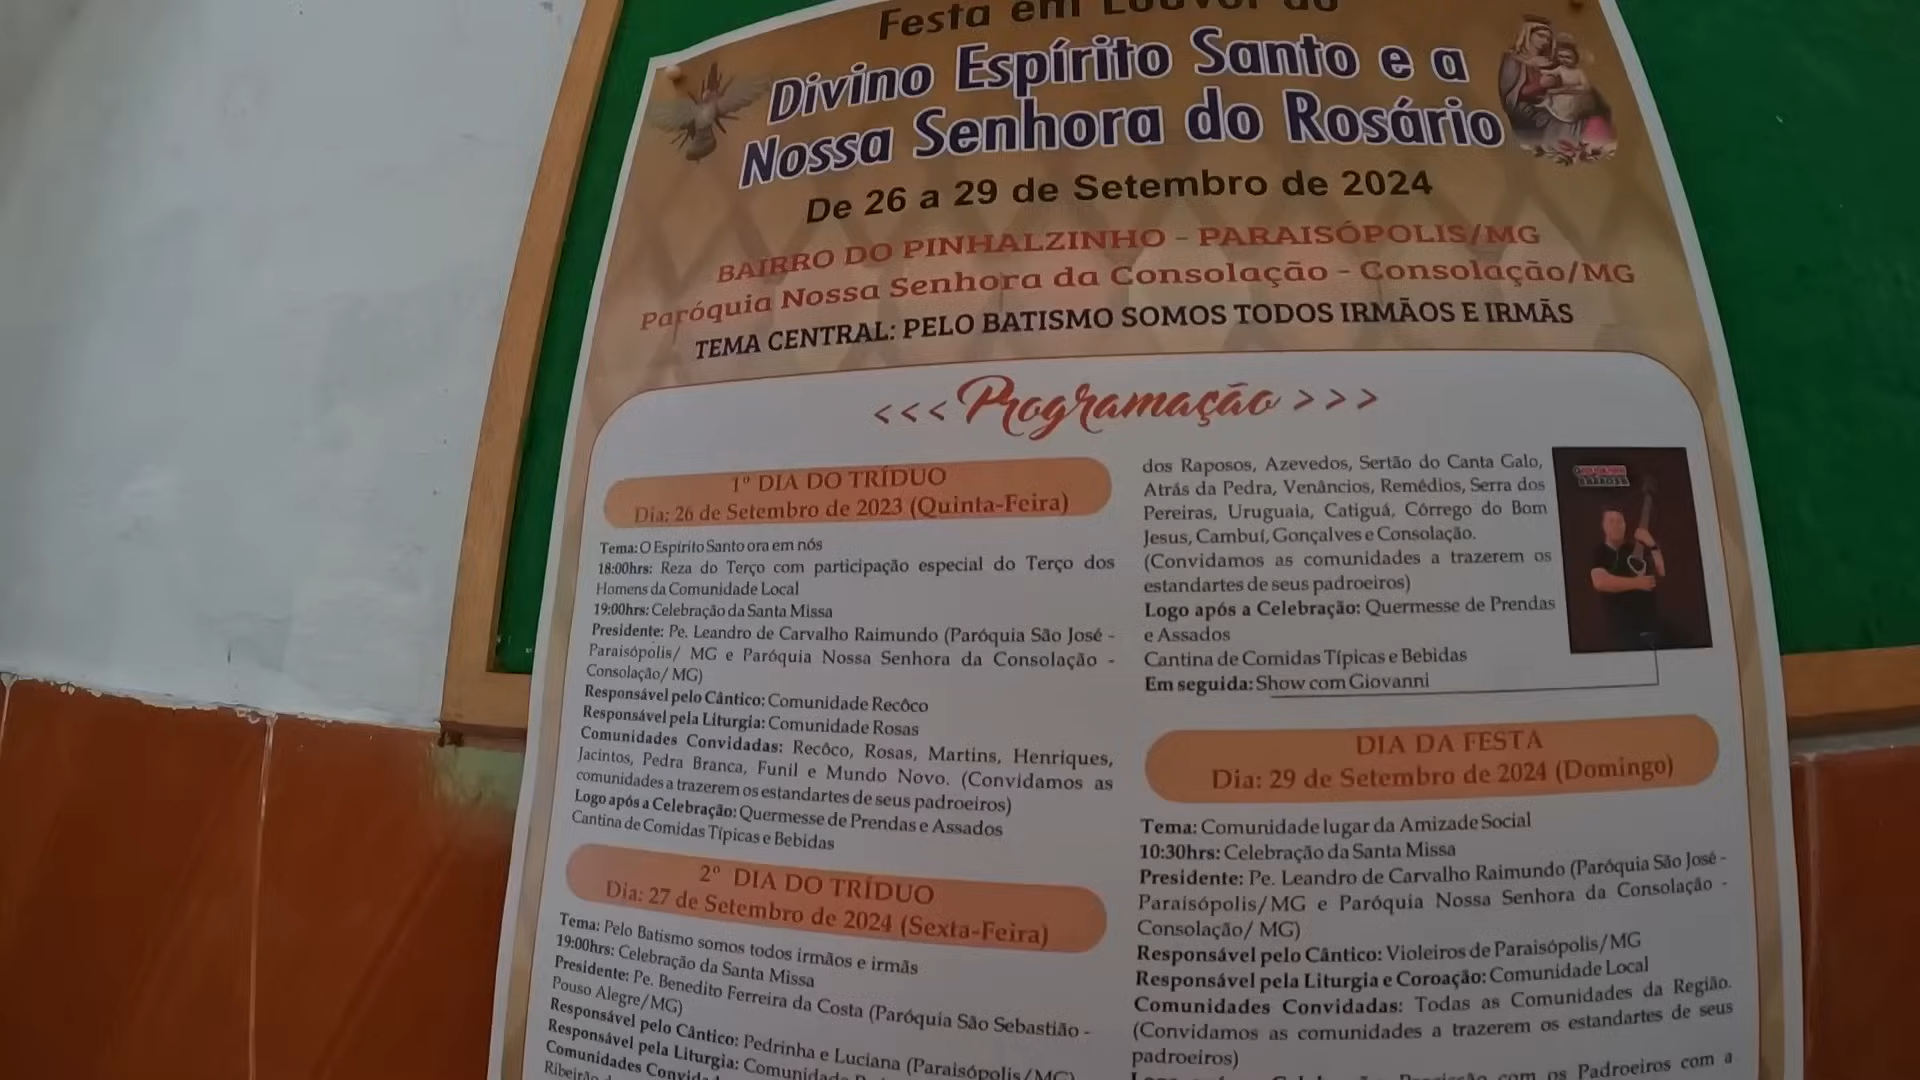 Festa em Louvor ao
Divino Espírito Santo e a
Nossa Senhora do Rosário
De 26 a 29 de Setembro de 2024
BAIRRO DO PINHALZINHO - PARAISÓPOLIS/MG
Paróquia Nossa Senhora da Consolação - Consolação/MG
TEMA CENTRAL: PELO BATISMO SOMOS TODOS IRMÃOS E IRMÃS
<<< Programação >>>
1º DIA DO TRÍDUO
Dia: 26 de Setembro de 2023 (Quinta-Feira)
Tema: O Espírito Santo ora em nós
18:00hrs: Reza do Terço com participação especial do Terço dos
Homens da Comunidade Local
19:00hrs: Celebração da Santa Missa
Presidente: Pe. Leandro de Carvalho Raimundo (Paróquia São José -
Paraisópolis/ MG e Paróquia Nossa Senhora da Consolação -
Consolação/ MG)
Responsável pelo Cântico: Comunidade Recôco
Responsável pela Liturgia: Comunidade Rosas
Comunidades Convidadas: Recôco, Rosas, Martins, Henriques,
Jacintos, Pedra Branca, Funil e Mundo Novo. (Convidamos as
comunidades a trazerem os estandartes de seus padroeiros)
Logo após a Celebração: Quermesse de Prendas e Assados
Cantina de Comidas Típicas e Bebidas
2º DIA DO TRÍDUO
Dia: 27 de Setembro de 2024 (Sexta-Feira)
Tema: Pelo Batismo somos todos irmãos e irmãs
19:00hrs: Celebração da Santa Missa
Presidente: Pe. Benedito Ferreira da Costa (Paróquia São Sebastião -
Pouso Alegre/MG)
Responsável pelo Cântico: Pedrinha e Luciana (Paraisópolis/MG)
Responsável pela Liturgia: Comunidade
Comunidades
dos Raposos, Azevedos, Sertão do Canta Galo,
Atrás da Pedra, Venâncios, Remédios, Serra dos
Pereiras, Uruguaia, Catiguá, Córrego do Bom
Jesus, Cambuí, Gonçalves e Consolação.
(Convidamos as comunidades a trazerem os
estandartes de seus padroeiros)
Logo após a Celebração: Quermesse de Prendas
e Assados
Cantina de Comidas Típicas e Bebidas
Em seguida: Show com Giovanni
DIA DA FESTA
Dia: 29 de Setembro de 2024 (Domingo)
Tema: Comunidade lugar da Amizade Social
10:30hrs: Celebração da Santa Missa
Presidente: Pe. Leandro de Carvalho Raimundo (Paróquia São José -
Paraisópolis/MG e Paróquia Nossa Senhora da Consolação -
Consolação/ MG)
Responsável pelo Cântico: Violeiros de Paraisópolis/MG
Responsável pela Liturgia e Coroação: Comunidade Local
Comunidades Convidadas: Todas as Comunidades da Região.
(Convidamos as comunidades a trazerem os estandartes de seus
padroeiros)
com os Padroeiros com a